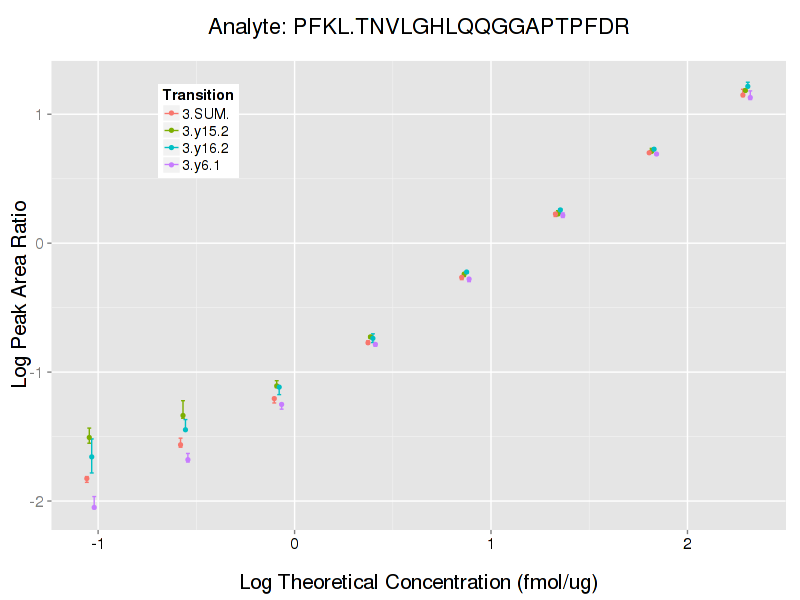 Analyte: PFKL.TNVLGHLQQGGAPTPFDR
Transition
3.SUM.
3.y15.2
3.y16.2
3.y6.1
Log Peak Area Ratio
1
0
-1
-2
-1
0
1
2
Log Theoretical Concentration (fmol/ug)